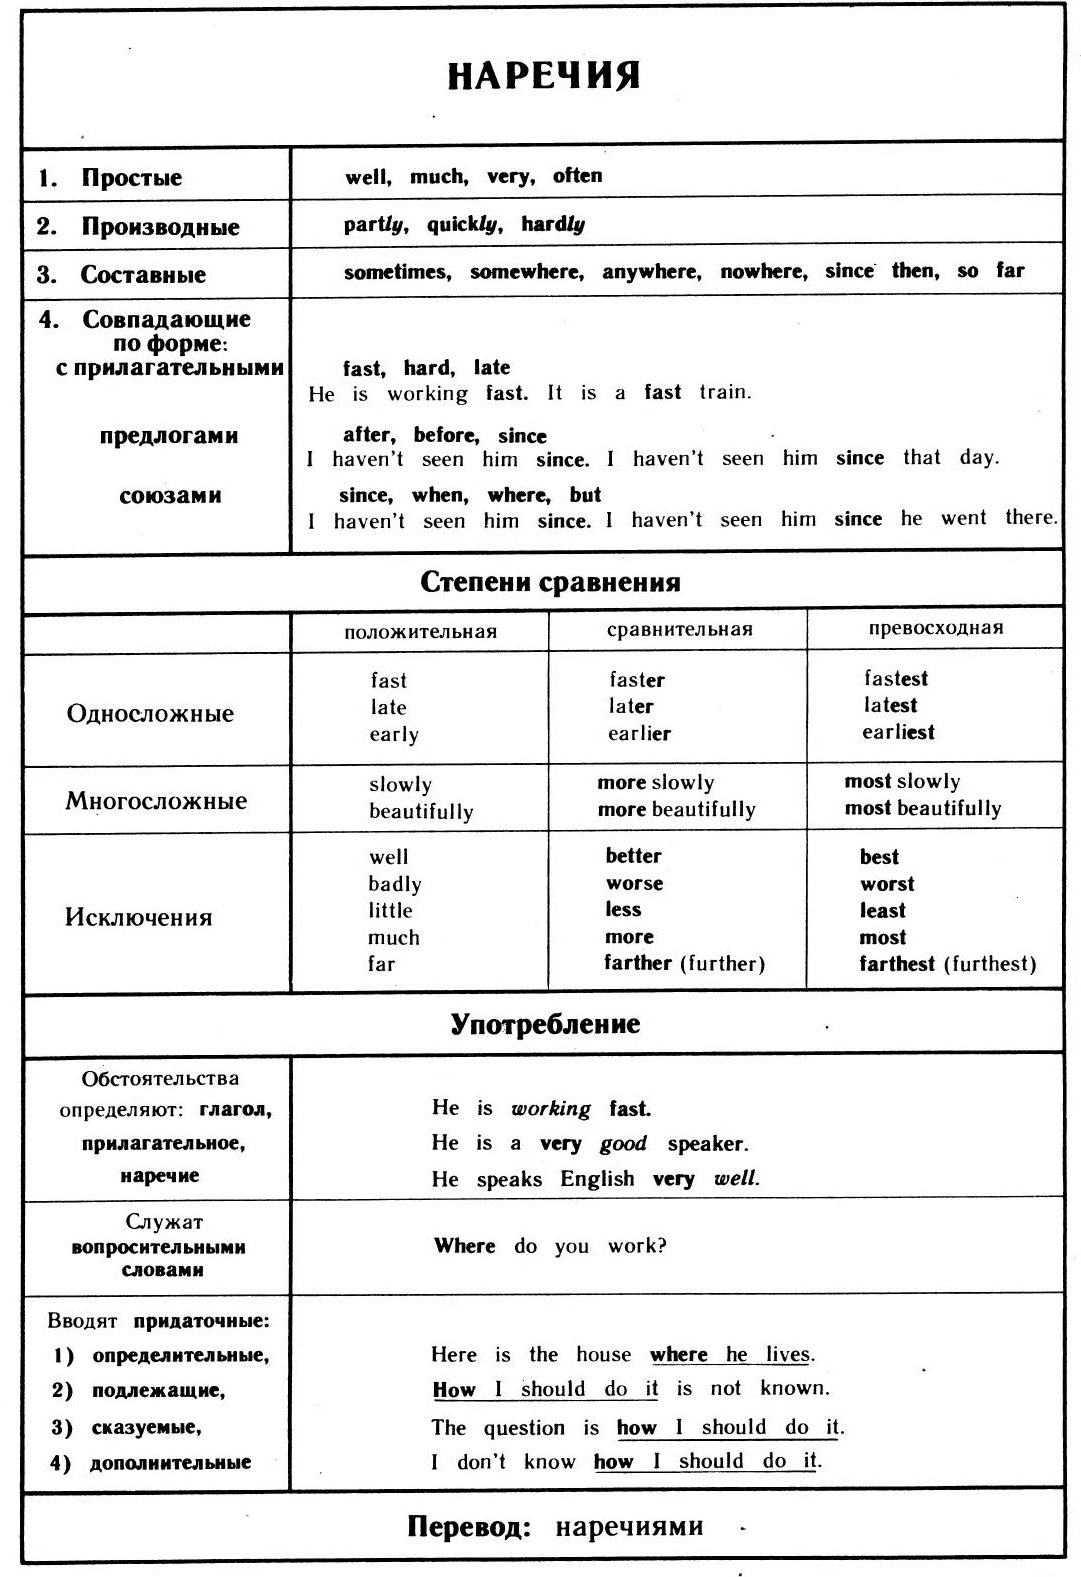 НАРЕЧИЯ
1. Простые well, much, very, often
2. Производные partly, quickly, hardly
3. Составные sometimes, somewhere, anywhere, nowhere, since then, so far
4. Совпадающие
по форме:
с прилагательными fast, hard, late
He is working fast. It is a fast train.
предлогами after, before, since
I haven't seen him since. I haven't seen him since that day.
союзами since, when, where, but
I haven't seen him since. I haven't seen him since he went there.
Степени сравнения
положительная сравнительная превосходная
fast faster fastest
Односложные late later latest
early earlier earliest
slowly more slowly most slowly
Многосложные beautifully more beautifully most beautifully
well better best
badly worse worst
Исключения little less least
much more most
far farther (further) farthest (furthest)
Употребление
Обстоятельства
определяют: глагол, He is working fast.
прилагательное, He is a very good speaker.
наречие He speaks English very well.
Служат
вопросительными Where do you work?
словами
Вводят придаточные:
1) определительные, Here is the house where he lives.
2) подлежащие, How I should do it is not known.
3) сказуемые, The question is how I should do it.
4) дополнительные I don't know how I should do it.
Перевод: наречиями